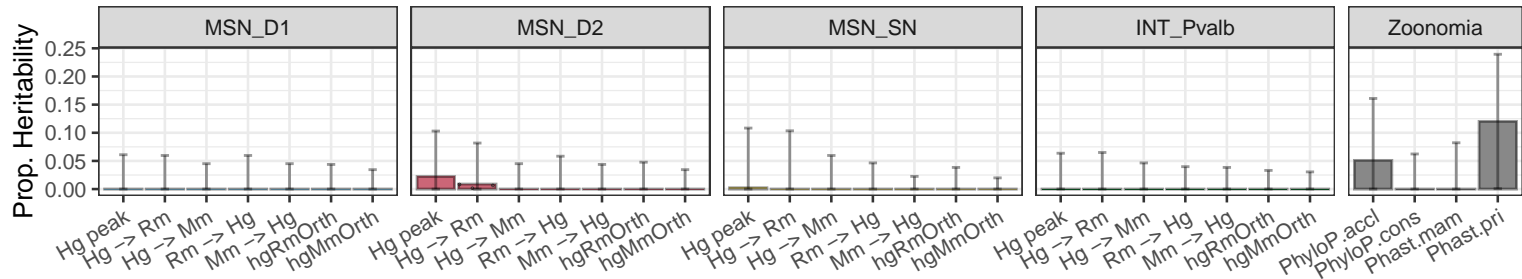 MSN_D1
MSN_D2
MSN_SN
INT_Pvalb
Zoonomia
Prop. Heritability
0.25
0.20
0.15
0.10
0.05
0.00
Hg peak
Hg -> Rm
Hg -> Mm
Rm -> Hg
Mm -> Hg
hgRmOrth
hgMmOrth
Hg peak
Hg -> Rm
Hg -> Mm
Rm -> Hg
Mm -> Hg
hgRmOrth
hgMmOrth
Hg peak
Hg -> Rm
Hg -> Mm
Rm -> Hg
Mm -> Hg
hgRmOrth
hgMmOrth
Hg peak
Hg -> Rm
Hg -> Mm
Rm -> Hg
Mm -> Hg
hgRmOrth
hgMmOrth
PhyloP.accl
PhyloP.cons
Phast.mam
Phast.pri